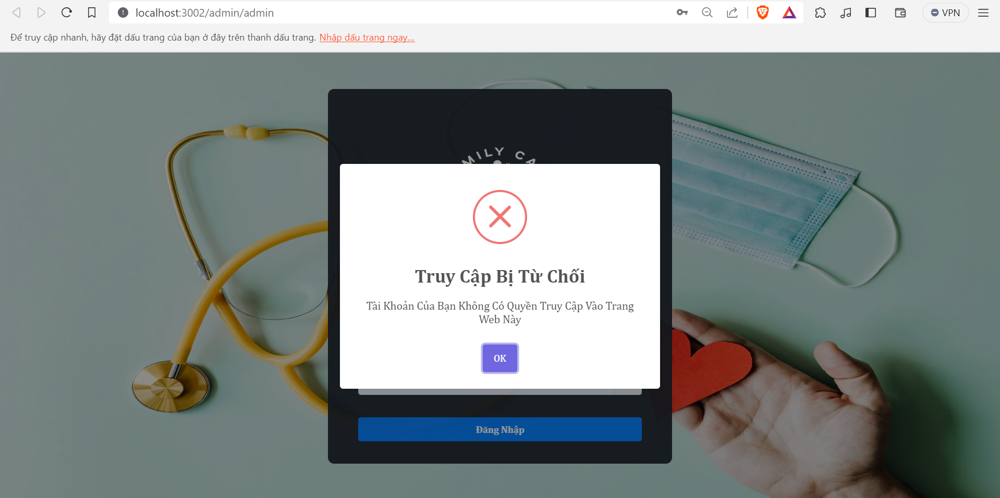 localhost:3002/admin/admin
VPN
Để truy cập nhanh, hãy đặt dấu trang của bạn ở đây trên thanh dấu trang. Nhập dấu trang ngay...
MILY CA
Truy Cập Bị Từ Chối
Tài Khoản Của Bạn Không Có Quyền Truy Cập Vào Trang
Web Này
OK
Đăng Nhập